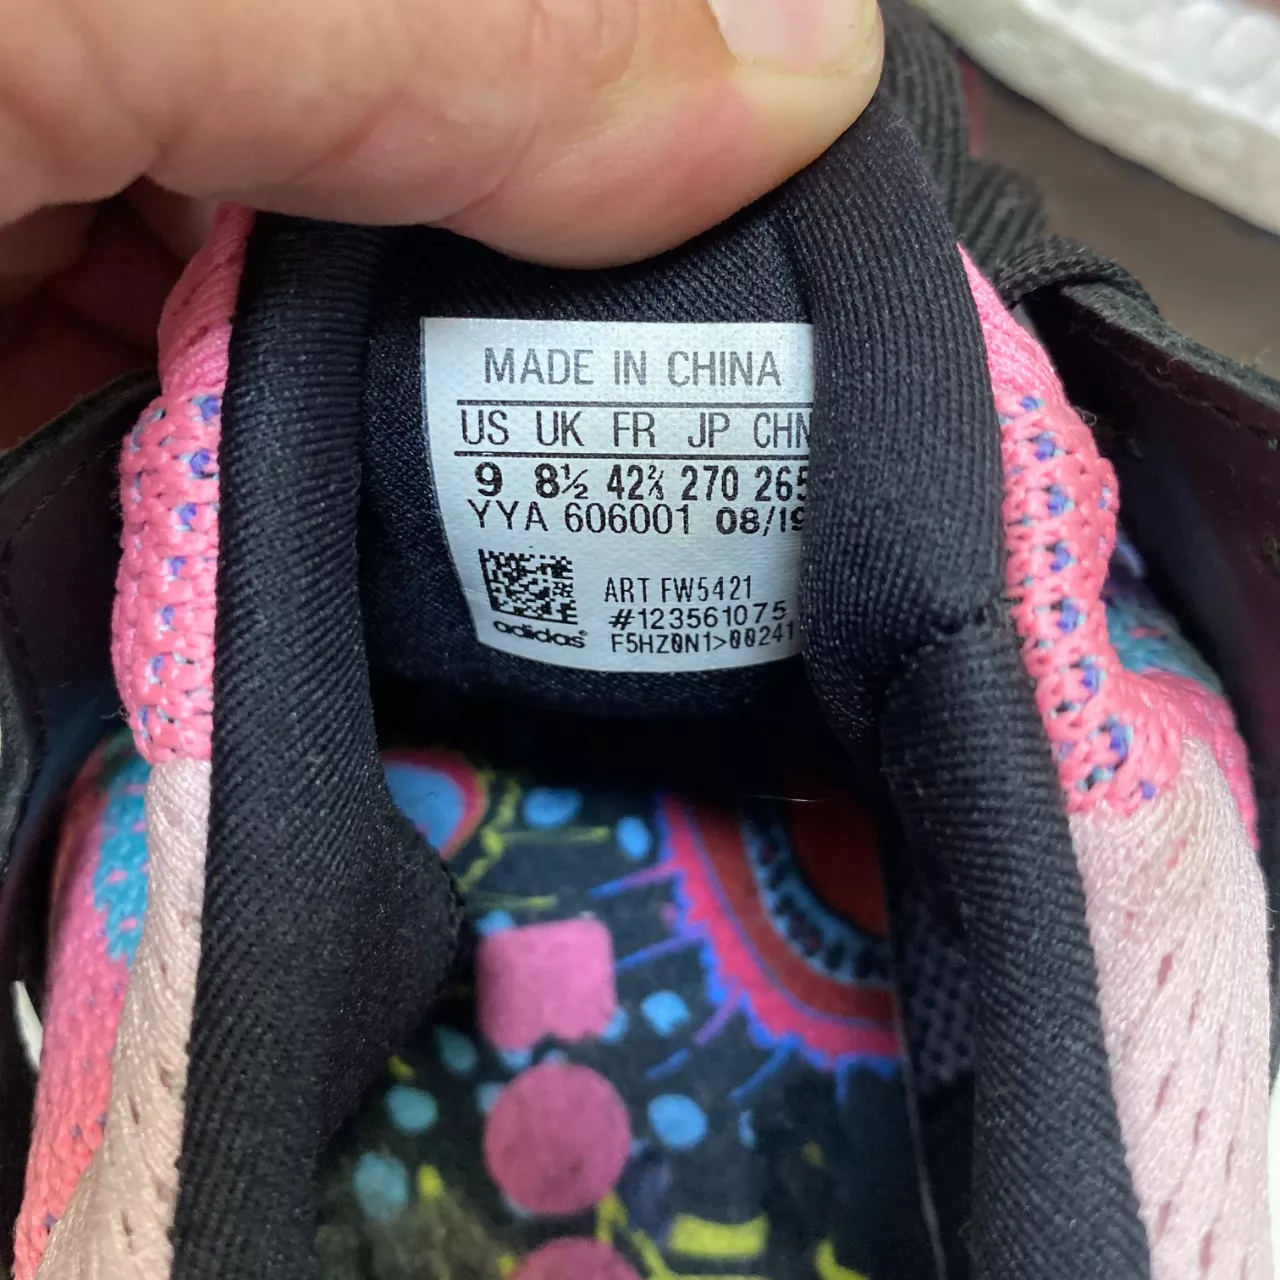 MADE IN CHINA
US UK FR JP CHN
9 8½ 42⅔ 270 265
YYA 606001 08/19
ART FW5421
#123561075
F5HZ0N1>00241
adidas